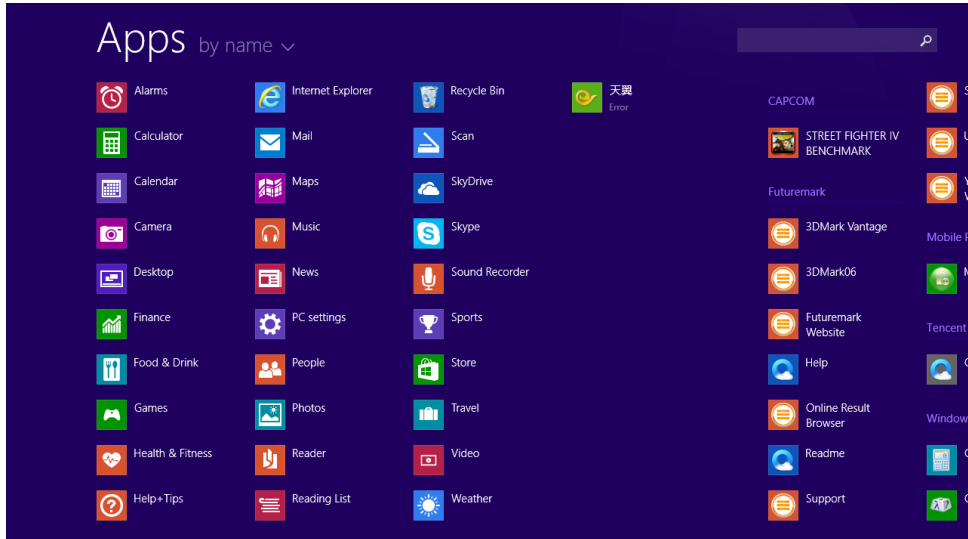 Apps by name
Alarms
Calculator
Calendar
Camera
Desktop
Finance
Food & Drink
Games
Health & Fitness
Help+Tips
Internet Explorer
Mail
Maps
Music
News
PC settings
People
Photos
Reader
Reading List
Recycle Bin
Scan
SkyDrive
Skype
Sound Recorder
Sports
Store
Travel
Video
Weather
天翼
Error
CAPCOM
STREET FIGHTER IV
BENCHMARK
Futuremark
3DMark Vantage
3DMark06
Futuremark
Website
Help
Online Result
Browser
Readme
Support
Mobile
Tencent
Window